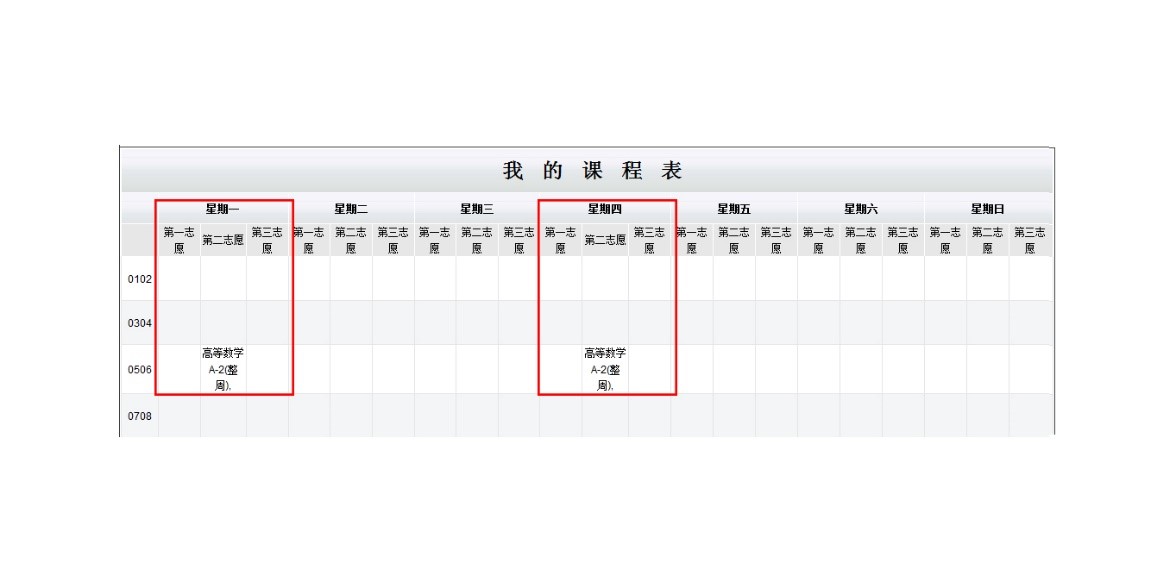 我 的 课 程 表
星期一 星期二 星期三 星期四 星期五 星期六 星期日
第一志愿 第二志愿 第三志愿 第一志愿 第二志愿 第三志愿 第一志愿 第二志愿 第三志愿 第一志愿 第二志愿 第三志愿 第一志愿 第二志愿 第三志愿 第一志愿 第二志愿 第三志愿 第一志愿 第二志愿 第三志愿
0102
0304
0506 高等数学A-2(整周), 高等数学A-2(整周),
0708